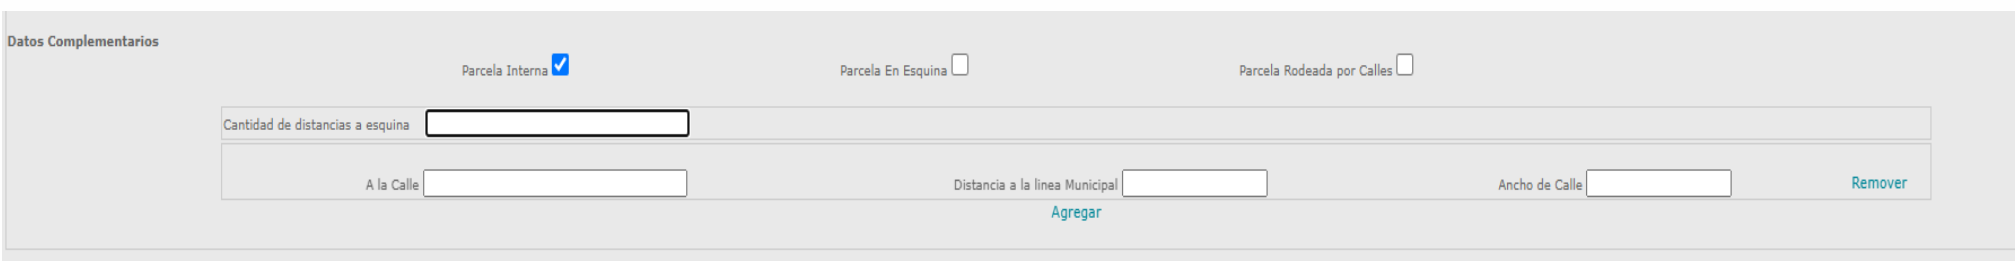 Datos Complementarios
Parcela Interna Parcela En Esquina Parcela Rodeada por Calles
Cantidad de distancias a esquina
A la Calle Distancia a la linea Municipal Ancho de Calle Remover
Agregar